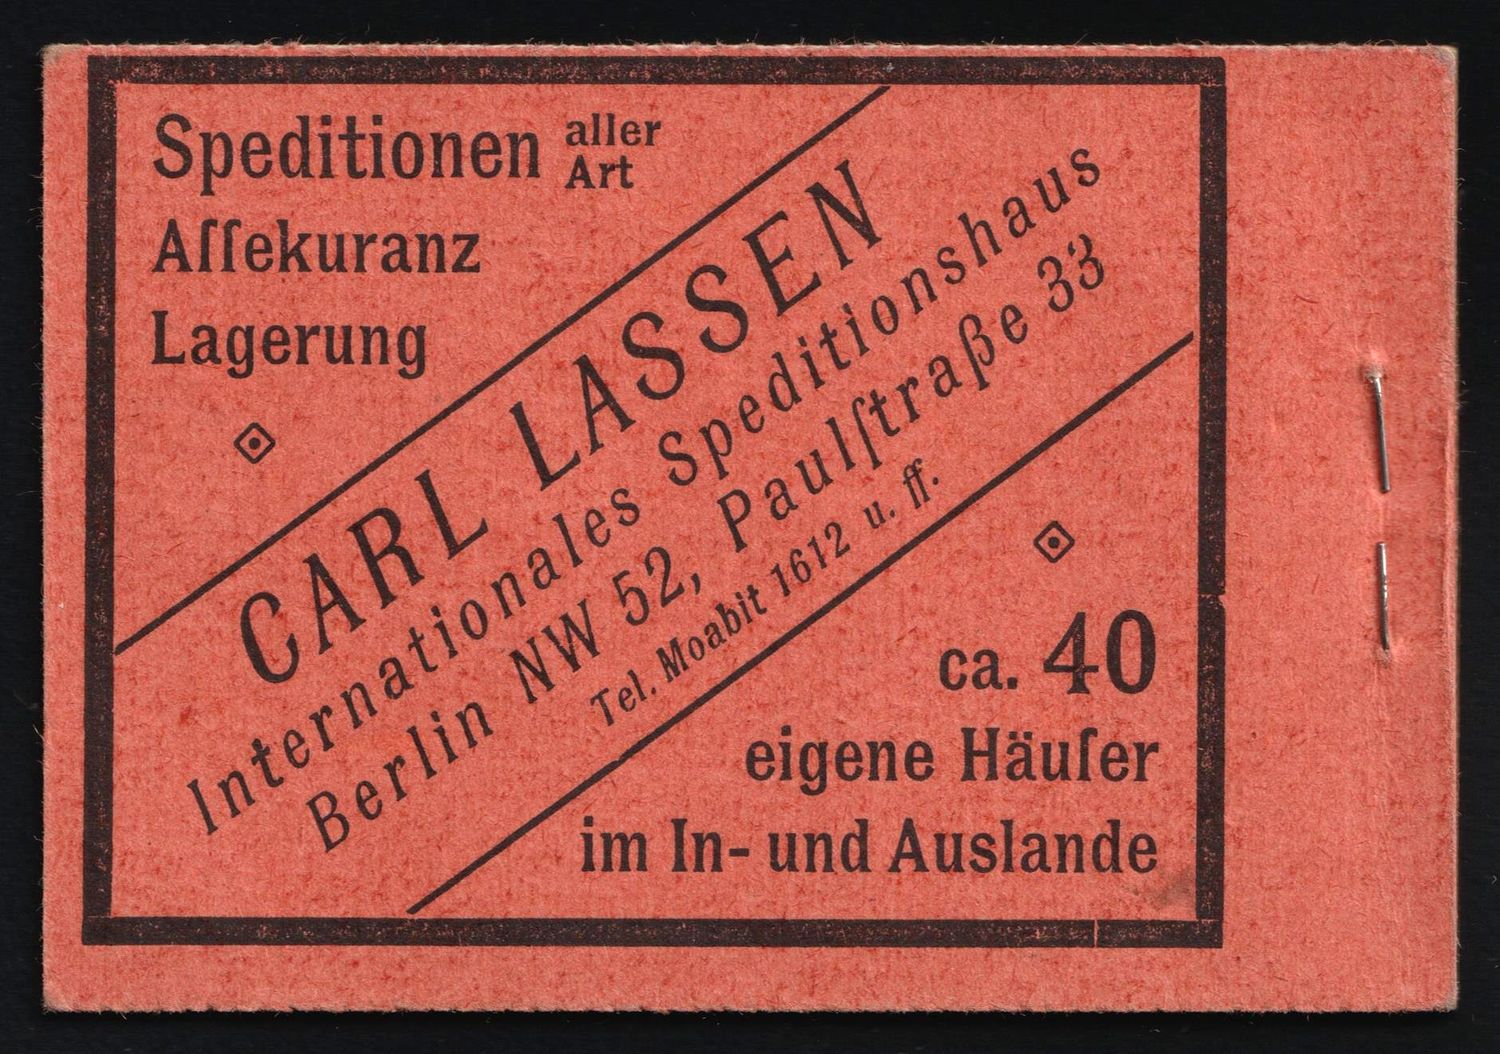 Speditionen aller Art
Aſſekuranz
Lagerung
CARL LASSEN
Internationales Speditionshaus
Berlin NW 52, Paulſtraße 33
Tel. Moabit 1612 u. ff.
ca. 40
eigene Häuſer
im In- und Auslande